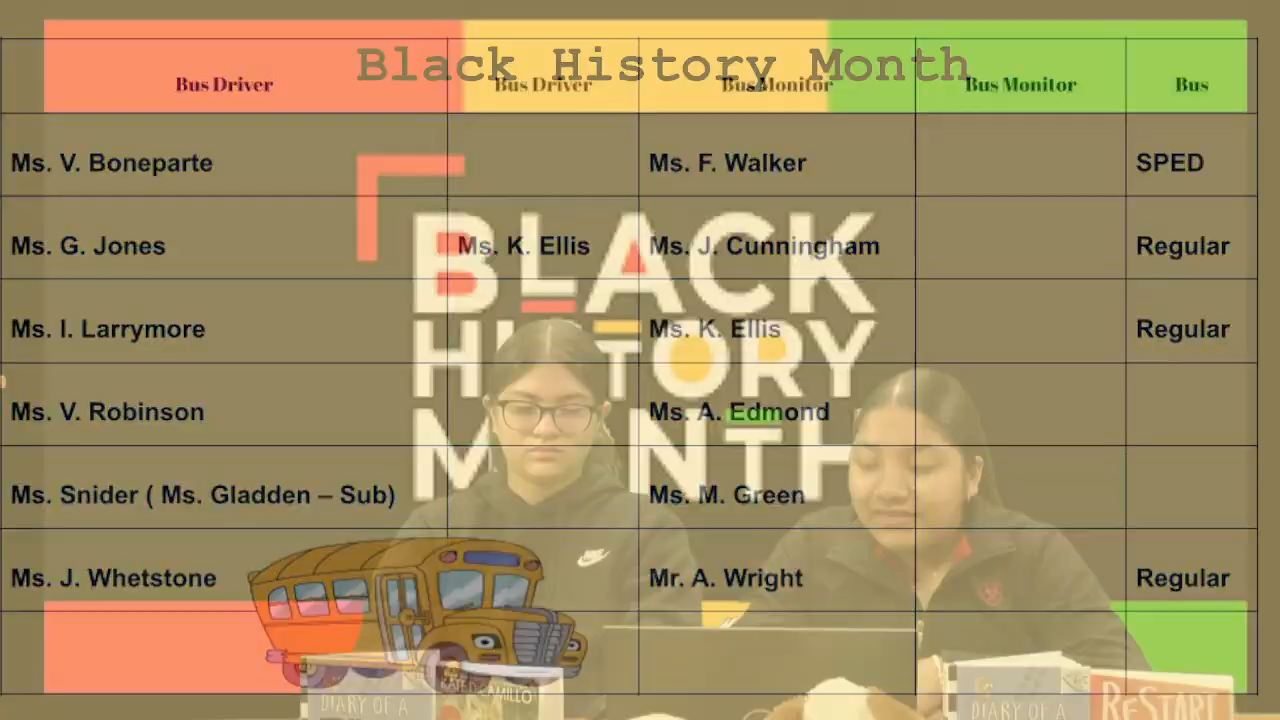 Black History Month
Bus Driver Bus Driver Bus Monitor Bus Monitor Bus
Ms. V. Boneparte Ms. F. Walker SPED
Ms. G. Jones Ms. K. Ellis Ms. J. Cunningham Regular
Ms. I. Larrymore Ms. K. Ellis Regular
Ms. V. Robinson Ms. A. Edmond
Ms. Snider ( Ms. Gladden – Sub) Ms. M. Green
Ms. J. Whetstone Mr. A. Wright Regular
BLACK
HISTORY
MONTH
DIARY OF A
KATE DICAMILLO
DIARY OF A
RESTART